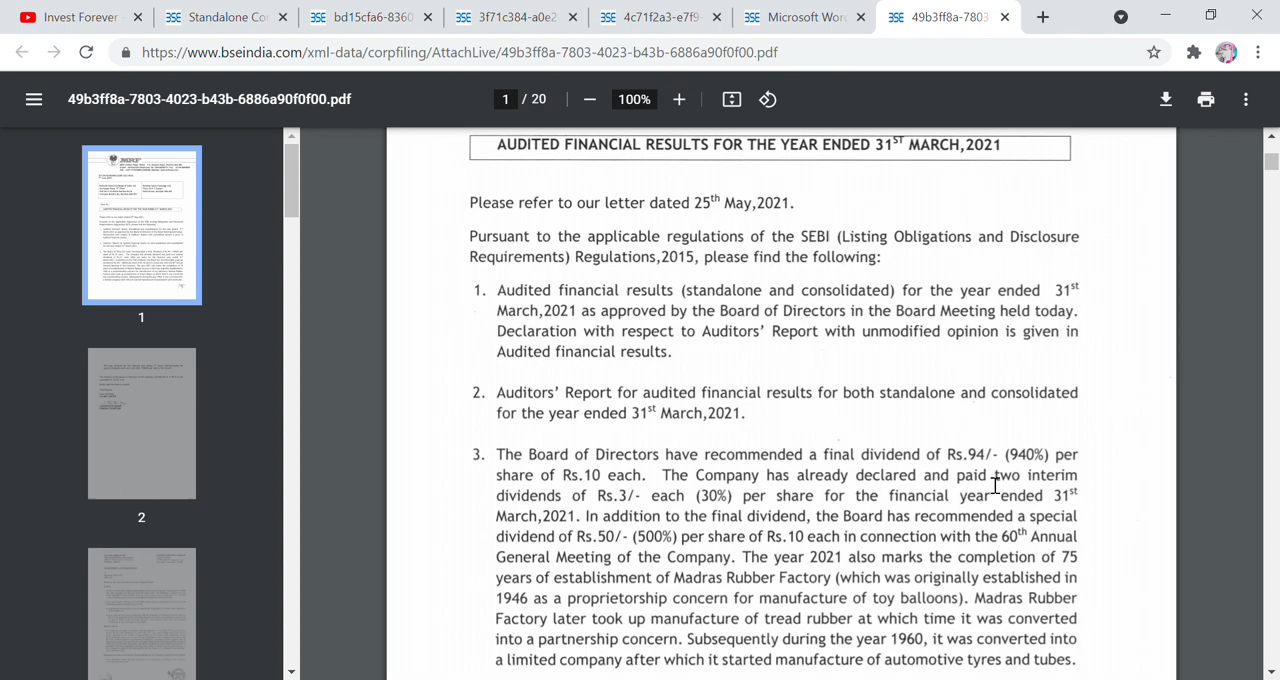 Invest Forever
Standalone Co
bd15cfa6-8360
3f71c384-a0e2
4c71f2a3-e7f9-
Microsoft Wor
49b3ff8a-7803
https://www.bseindia.com/xml-data/corpfiling/AttachLive/49b3ff8a-7803-4023-b43b-6886a90f0f00.pdf
49b3ff8a-7803-4023-b43b-6886a90f0f00.pdf
1 / 20
100%
1
2
AUDITED FINANCIAL RESULTS FOR THE YEAR ENDED 31ST MARCH,2021
Please refer to our letter dated 25th May,2021.
Pursuant to the applicable regulations of the SEBI (Listing Obligations and Disclosure
Requirements) Regulations,2015, please find the following:
1. Audited financial results (standalone and consolidated) for the year ended 31st
March,2021 as approved by the Board of Directors in the Board Meeting held today.
Declaration with respect to Auditors' Report with unmodified opinion is given in
Audited financial results.
2. Auditors' Report for audited financial results for both standalone and consolidated
for the year ended 31st March,2021.
3. The Board of Directors have recommended a final dividend of Rs.94/- (940%) per
share of Rs.10 each. The Company has already declared and paid two interim
dividends of Rs.3/- each (30%) per share for the financial year ended 31st
March,2021. In addition to the final dividend, the Board has recommended a special
dividend of Rs.50/- (500%) per share of Rs.10 each in connection with the 60th Annual
General Meeting of the Company. The year 2021 also marks the completion of 75
years of establishment of Madras Rubber Factory (which was originally established in
1946 as a proprietorship concern for manufacture of toy balloons). Madras Rubber
Factory later took up manufacture of tread rubber at which time it was converted
into a partnership concern. Subsequently during the year 1960, it was converted into
a limited company after which it started manufacture of automotive tyres and tubes.